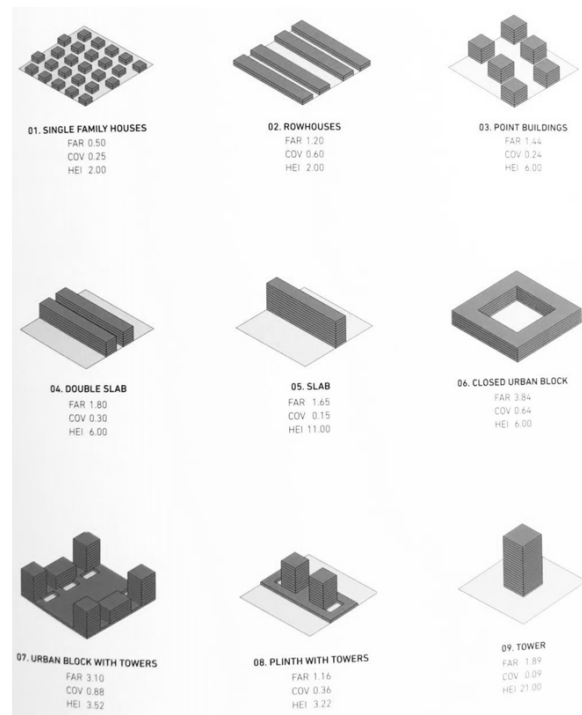 01. SINGLE FAMILY HOUSES
FAR 0.50
COV 0.25
HEI 2.00
02. ROWHOUSES
FAR 1.20
COV 0.60
HEI 2.00
03. POINT BUILDINGS
FAR 1.44
COV 0.24
HEI 6.00
04. DOUBLE SLAB
FAR 1.80
COV 0.30
HEI 6.00
05. SLAB
FAR 1.65
COV 0.15
HEI 11.00
06. CLOSED URBAN BLOCK
FAR 3.84
COV 0.64
HEI 6.00
07. URBAN BLOCK WITH TOWERS
FAR 3.10
COV 0.88
HEI 3.52
08. PLINTH WITH TOWERS
FAR 1.16
COV 0.36
HEI 3.22
09. TOWER
FAR 1.89
COV 0.09
HEI 21.00